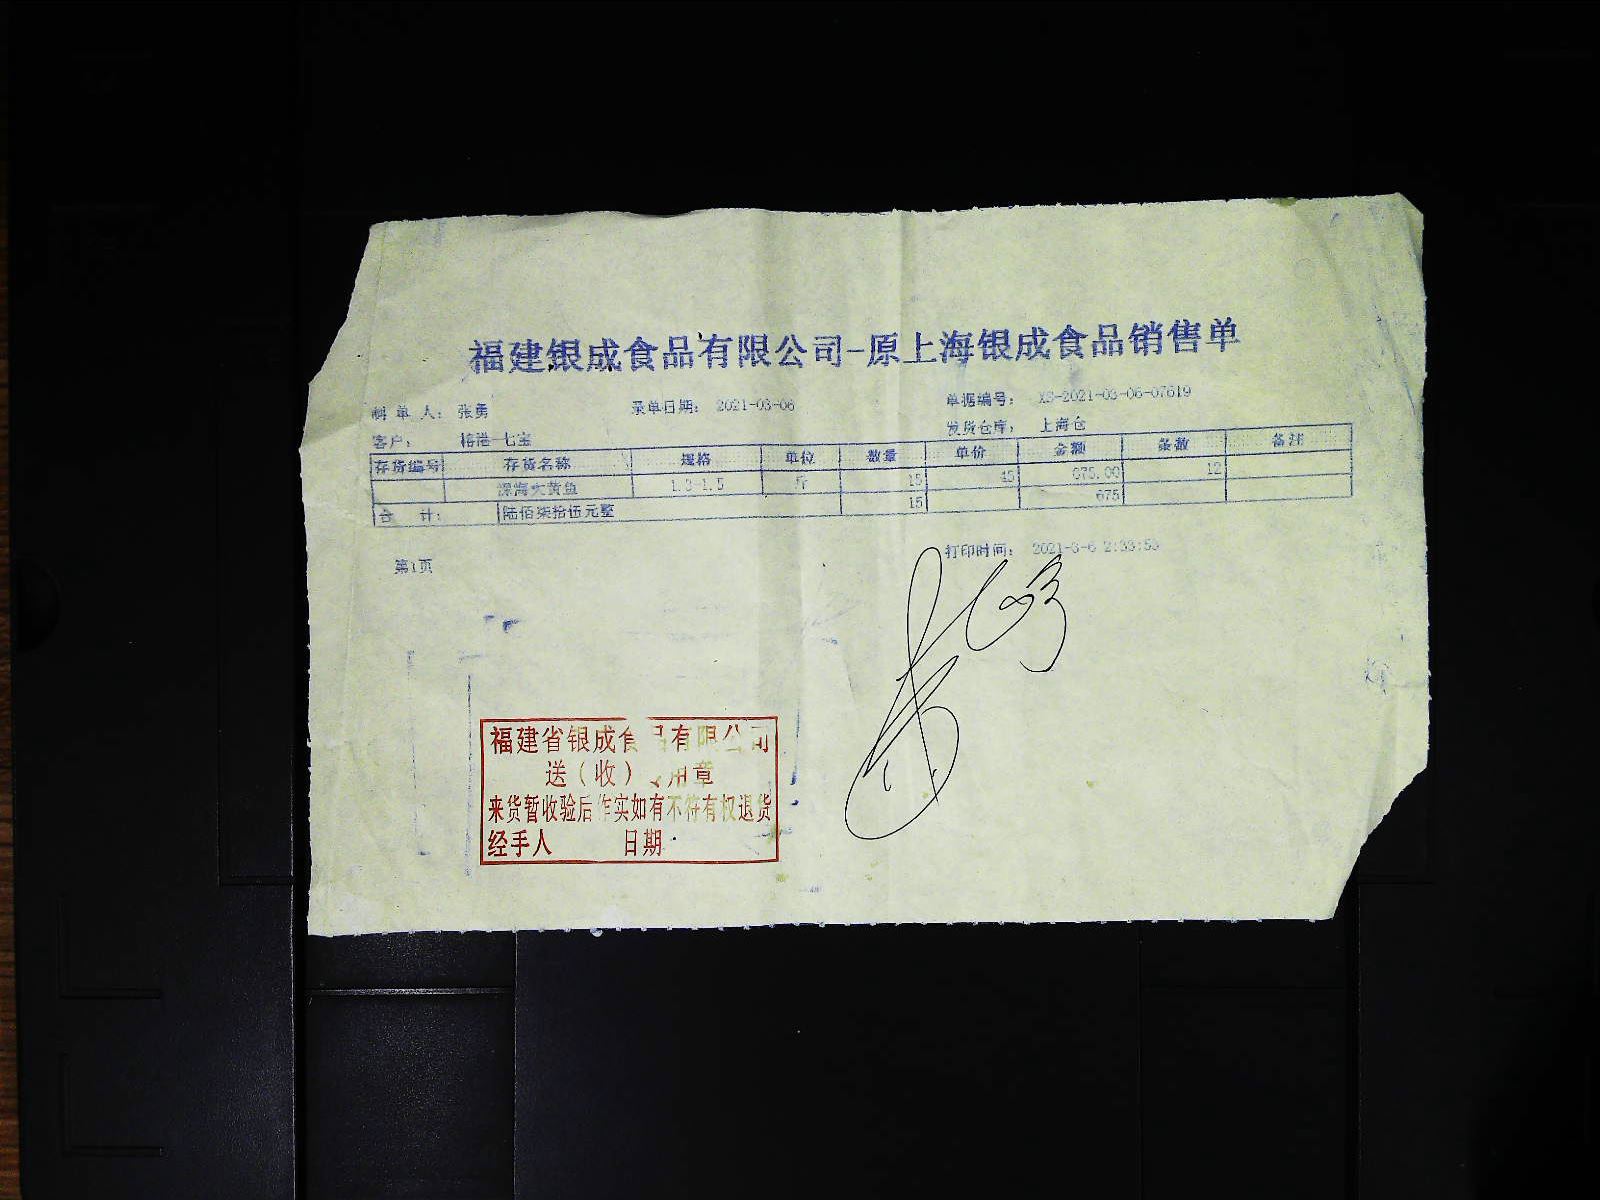 福建银成食品有限公司-原上海银成食品销售单
制单人：张勇 录单日期：2021-03-06 单据编号：XS-2021-03-06-07619
客户： 七宝 发货仓库：上海仓
存货编号 存货名称 规格 单位 数量 单价 金额 条数 备注
深海大黄鱼 1.3-1.5 斤 15 45 675.00 12
合 计： 陆佰柒拾伍元整 15 675
第1页 打印时间： 2021-3-6 2:33:53
福建省银成食品有限公司
送（收） 用章
来货暂收验后作实如有不符有权退货
经手人 日期